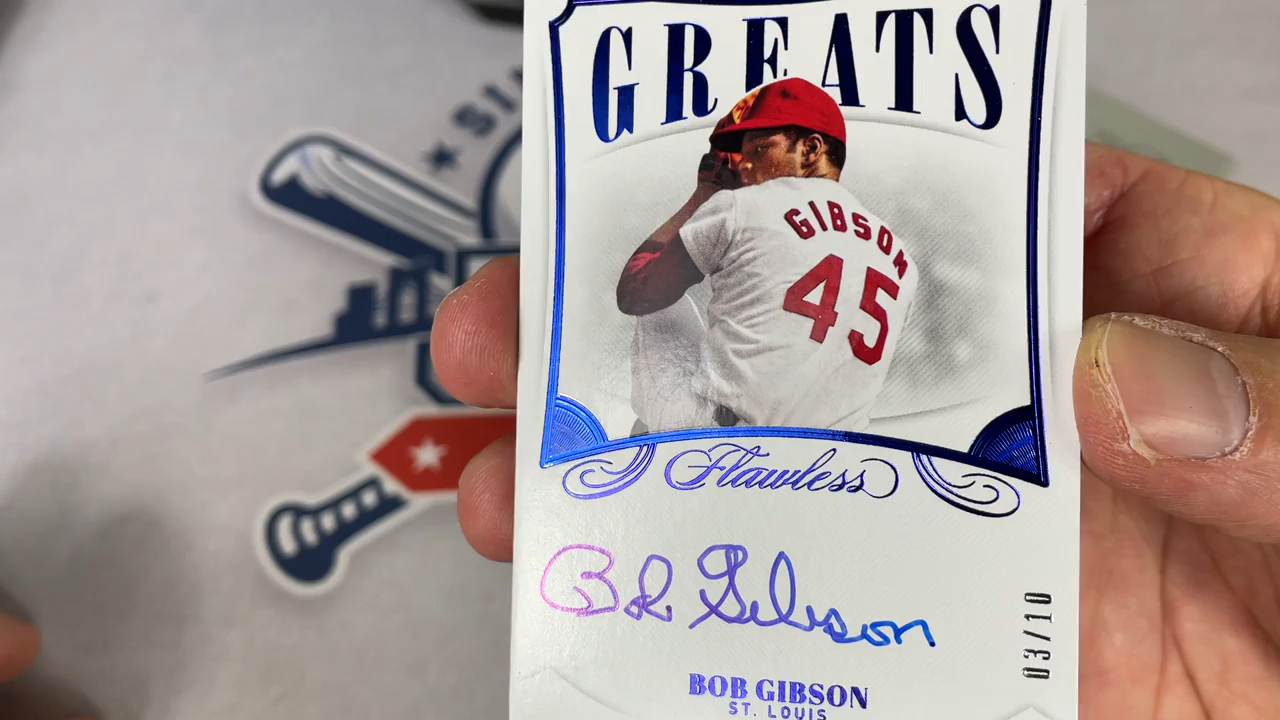 GREATS
GIBSON
45
Flawless
Bob Gibson
03/10
BOB GIBSON
ST. LOUIS